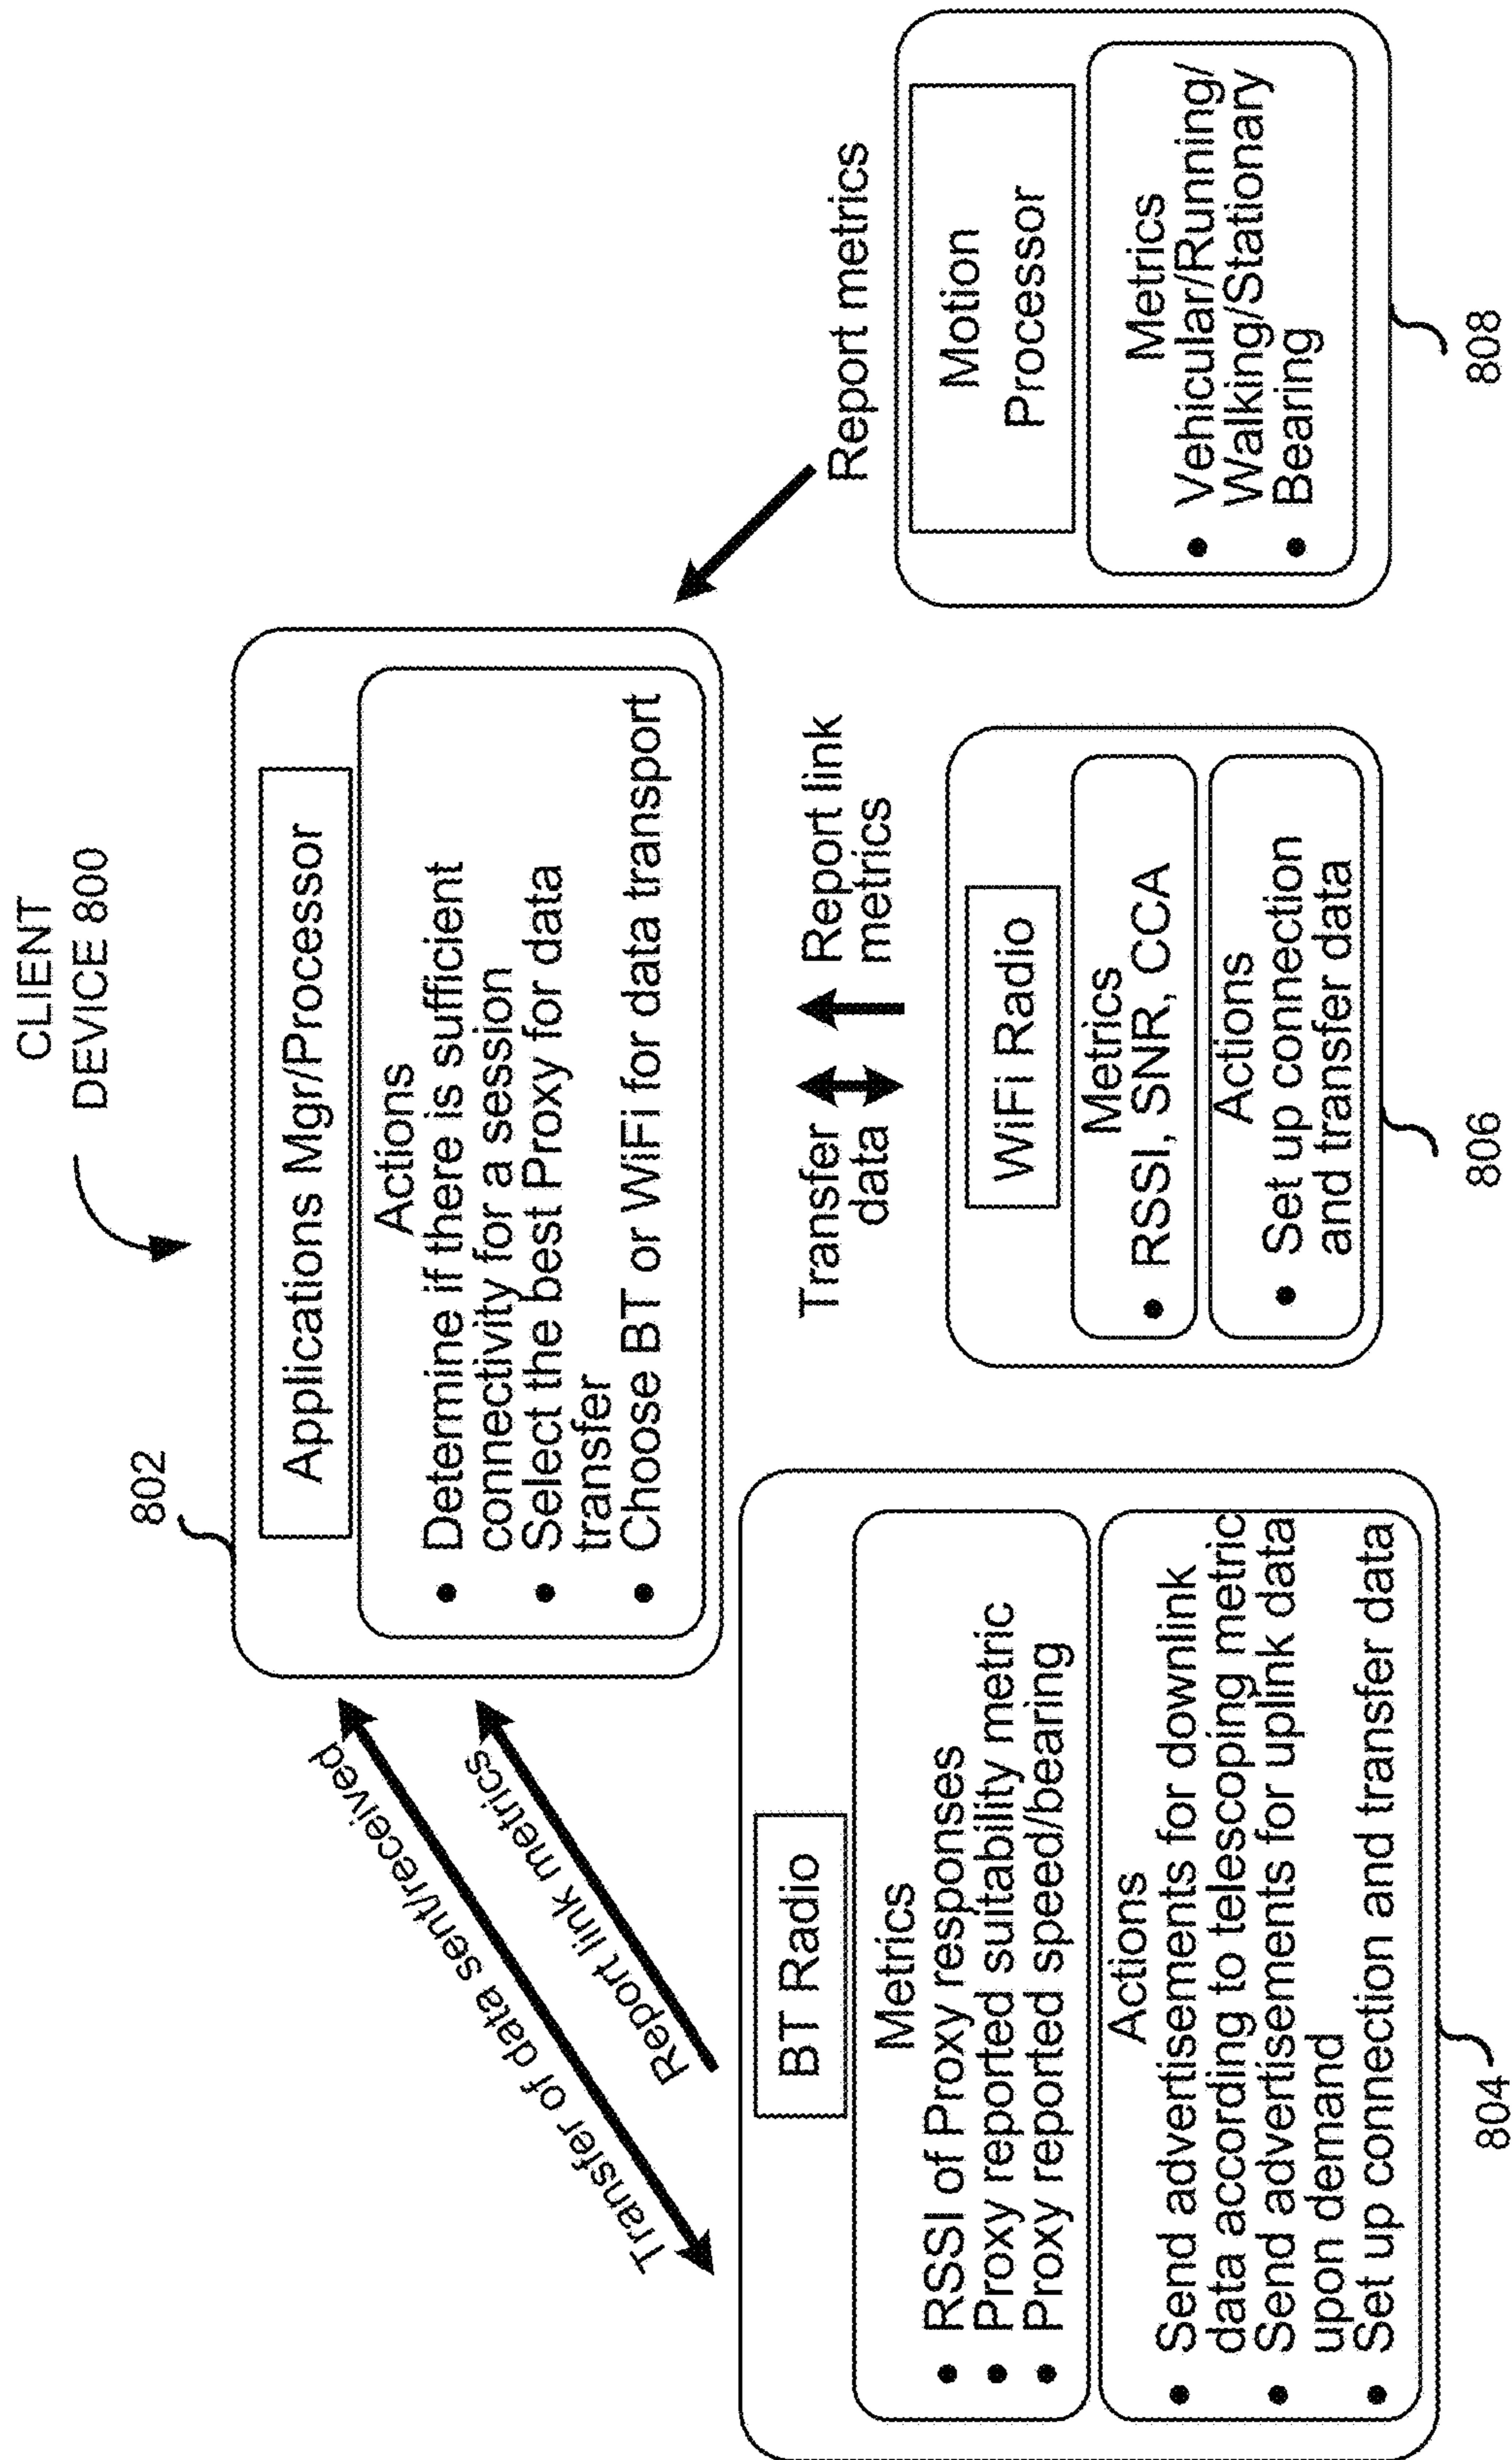 CLIENT
DEVICE 800
802
Applications Mgr/Processor
Actions
• Determine if there is sufficient
connectivity for a session
• Select the best Proxy for data
transfer
• Choose BT or WiFi for data transport
Transfer of data sent/received
Report link metrics
Transfer
data
Report link
metrics
Report metrics
BT Radio
Metrics
• RSSI of Proxy responses
• Proxy reported suitability metric
• Proxy reported speed/bearing
Actions
• Send advertisements for downlink
data according to telescoping metric
• Send advertisements for uplink data
upon demand
• Set up connection and transfer data
804
WiFi Radio
Metrics
• RSSI, SNR, CCA
Actions
• Set up connection
and transfer data
806
Motion
Processor
Metrics
• Vehicular/Running/
Walking/Stationary
• Bearing
808